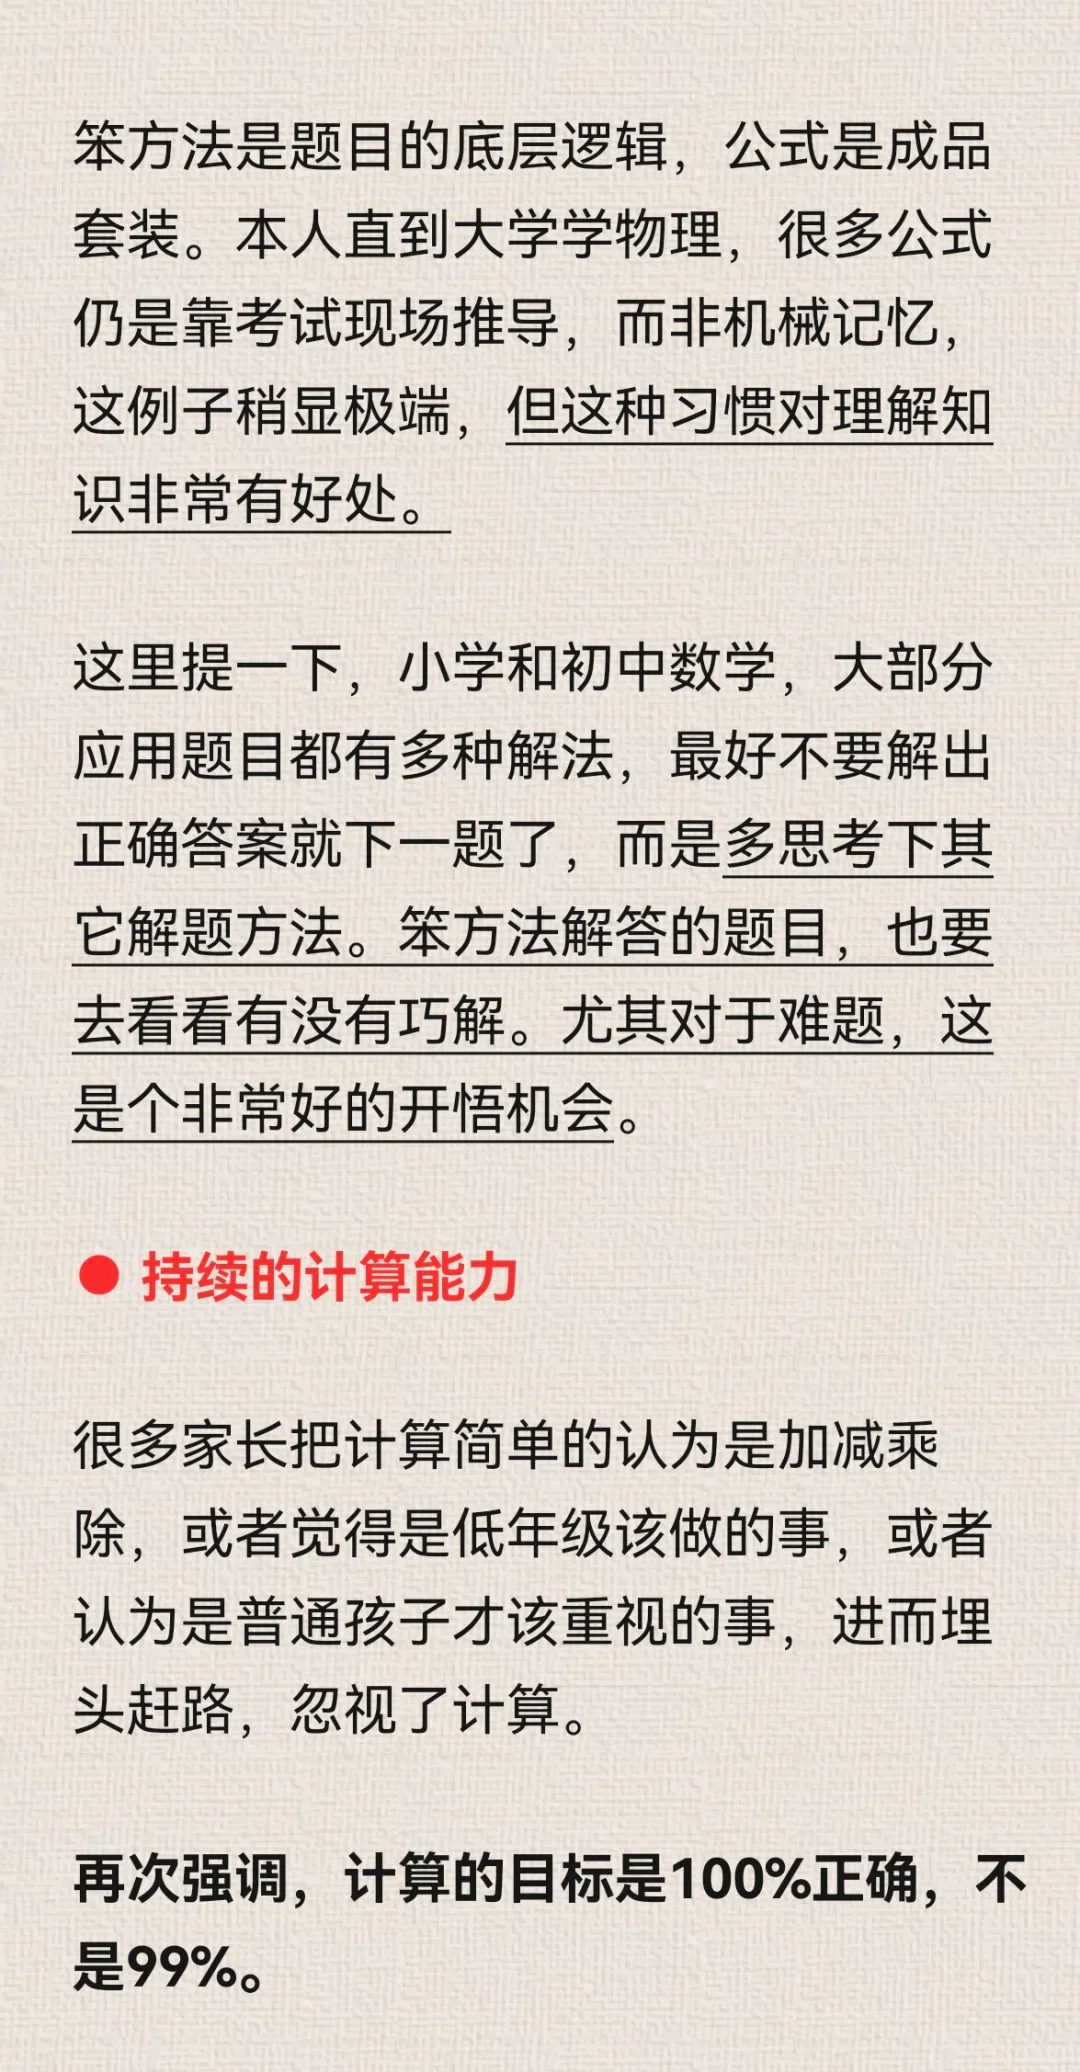 笨方法是题目的底层逻辑，公式是成品
套装。本人直到大学学物理，很多公式
仍是靠考试现场推导，而非机械记忆，
这例子稍显极端，但这种习惯对理解知
识非常有好处。
这里提一下，小学和初中数学，大部分
应用题目都有多种解法，最好不要解出
正确答案就下一题了，而是多思考下其
它解题方法。笨方法解答的题目，也要
去看看有没有巧解。尤其对于难题，这
是个非常好的开悟机会。
● 持续的计算能力
很多家长把计算简单的认为是加减乘
除，或者觉得是低年级该做的事，或者
认为是普通孩子才该重视的事，进而埋
头赶路，忽视了计算。
再次强调，计算的目标是100%正确，不
是99%。